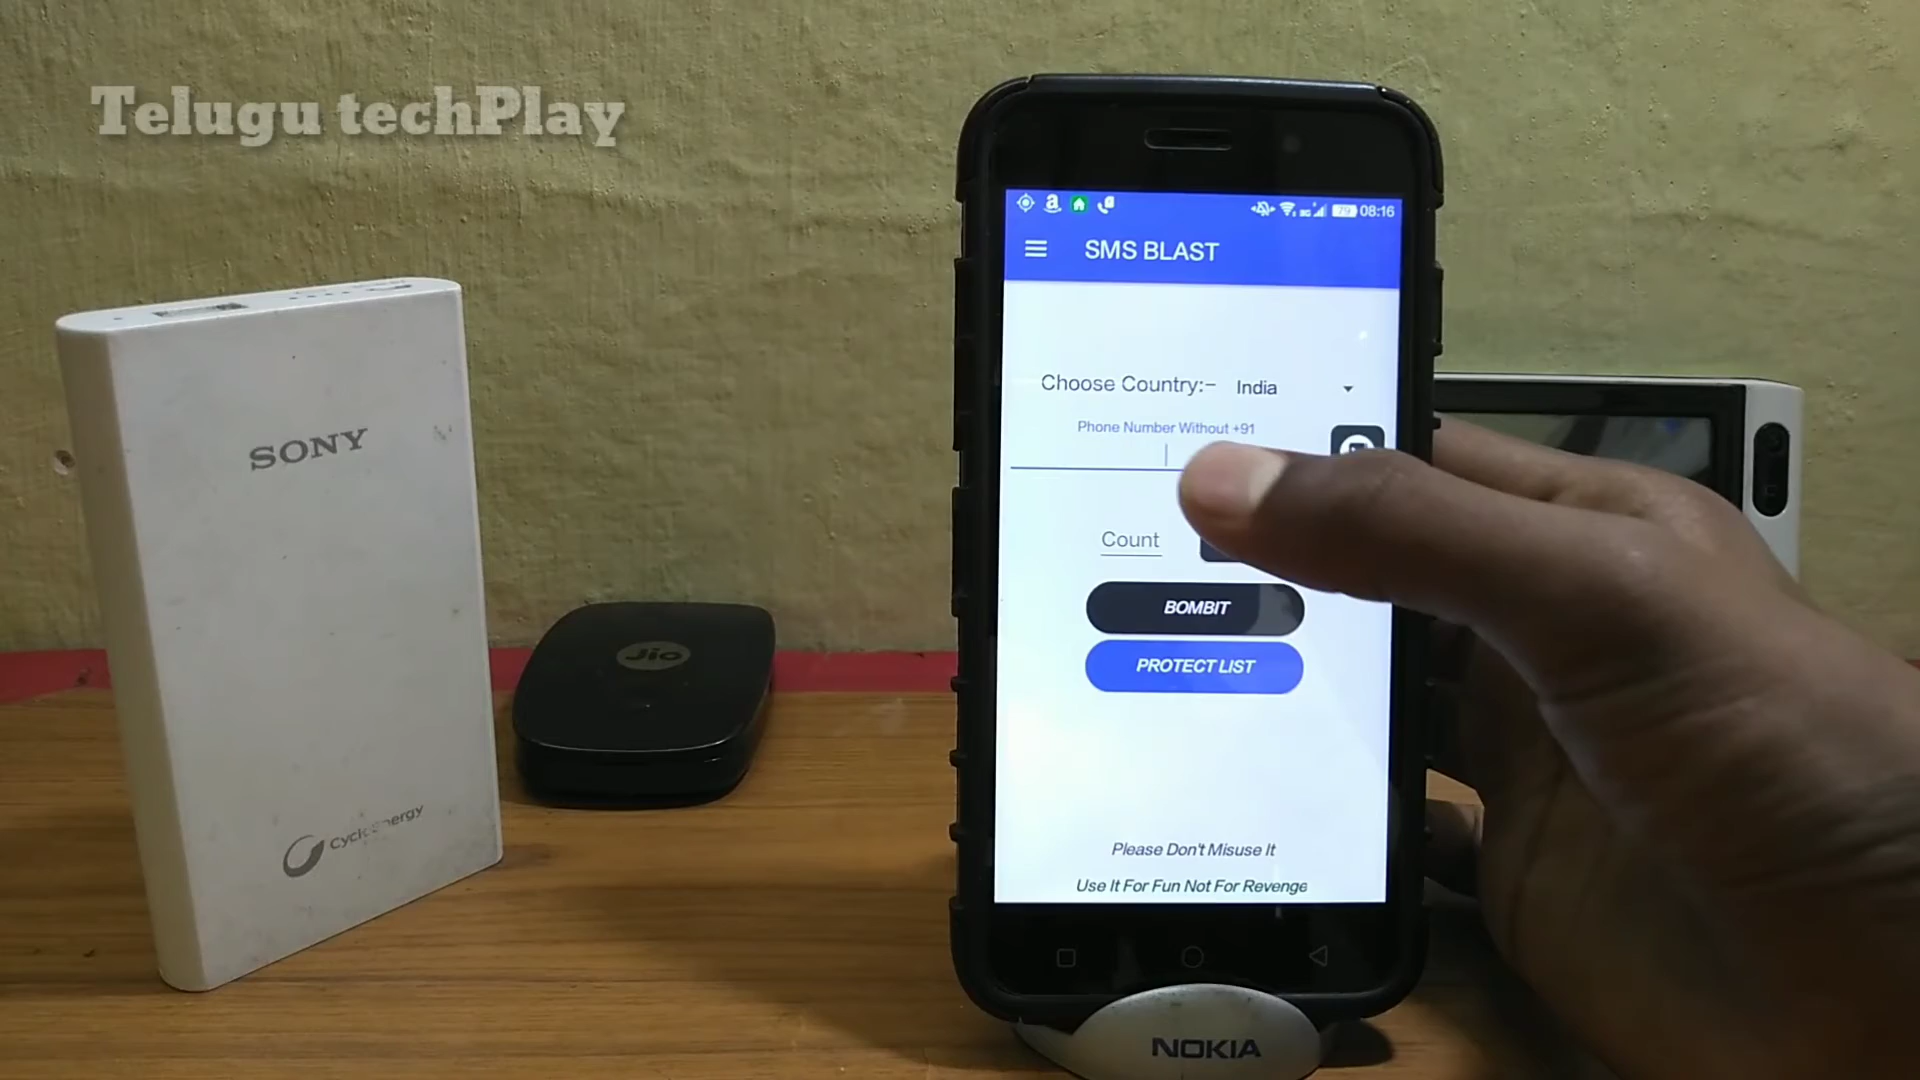 Telugu techPlay
08:16
SMS BLAST
Choose Country:- India
Phone Number Without +91
Count
BOMBIT
PROTECT LIST
Please Don't Misuse It
Use It For Fun Not For Revenge
SONY
CycleEnergy
Jio
NOKIA